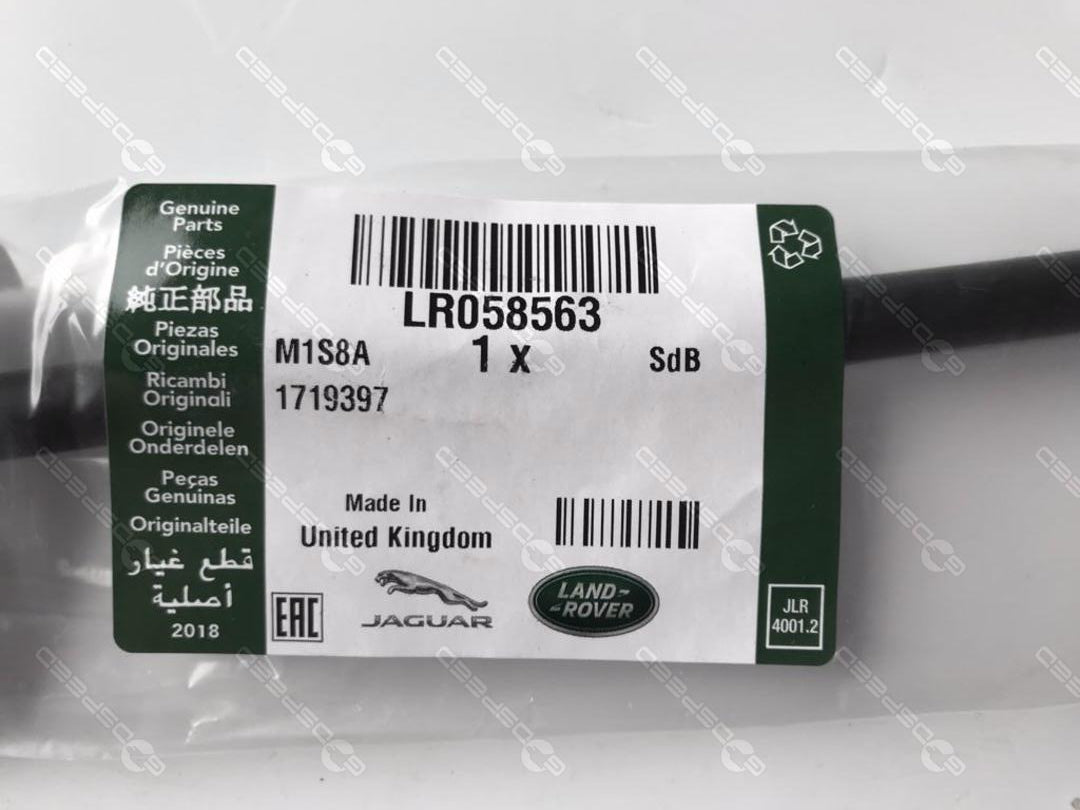 Genuine
Parts
Pièces
d'Origine
純正部品
Piezas
Originales
Ricambi
Originali
Originele
Onderdelen
Peças
Genuinas
Originalteile
قطع غيار
أصلية
2018
LR058563
M1S8A
1 x
SdB
1719397
Made In
United Kingdom
EAC
JAGUAR
LAND-
ROVER
JLR
4001.2
DSPEED